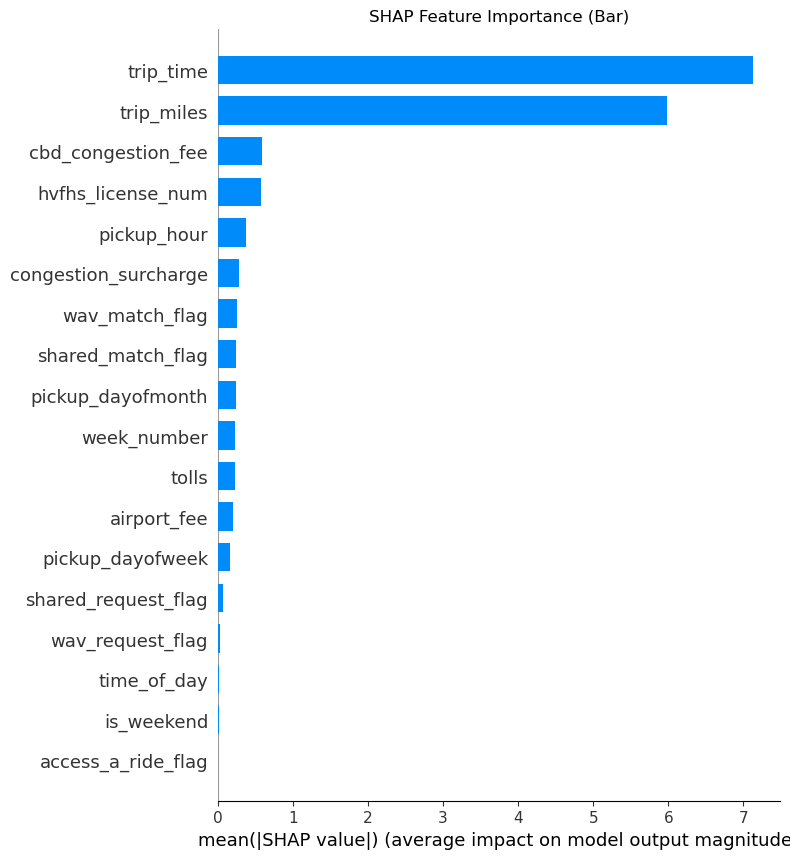 SHAP Feature Importance (Bar)
trip_time
trip_miles
cbd_congestion_fee
hvfhs_license_num
pickup_hour
congestion_surcharge
wav_match_flag
shared_match_flag
pickup_dayofmonth
week_number
tolls
airport_fee
pickup_dayofweek
shared_request_flag
wav_request_flag
time_of_day
is_weekend
access_a_ride_flag
0 1 2 3 4 5 6 7
mean(|SHAP value|) (average impact on model output magnitude